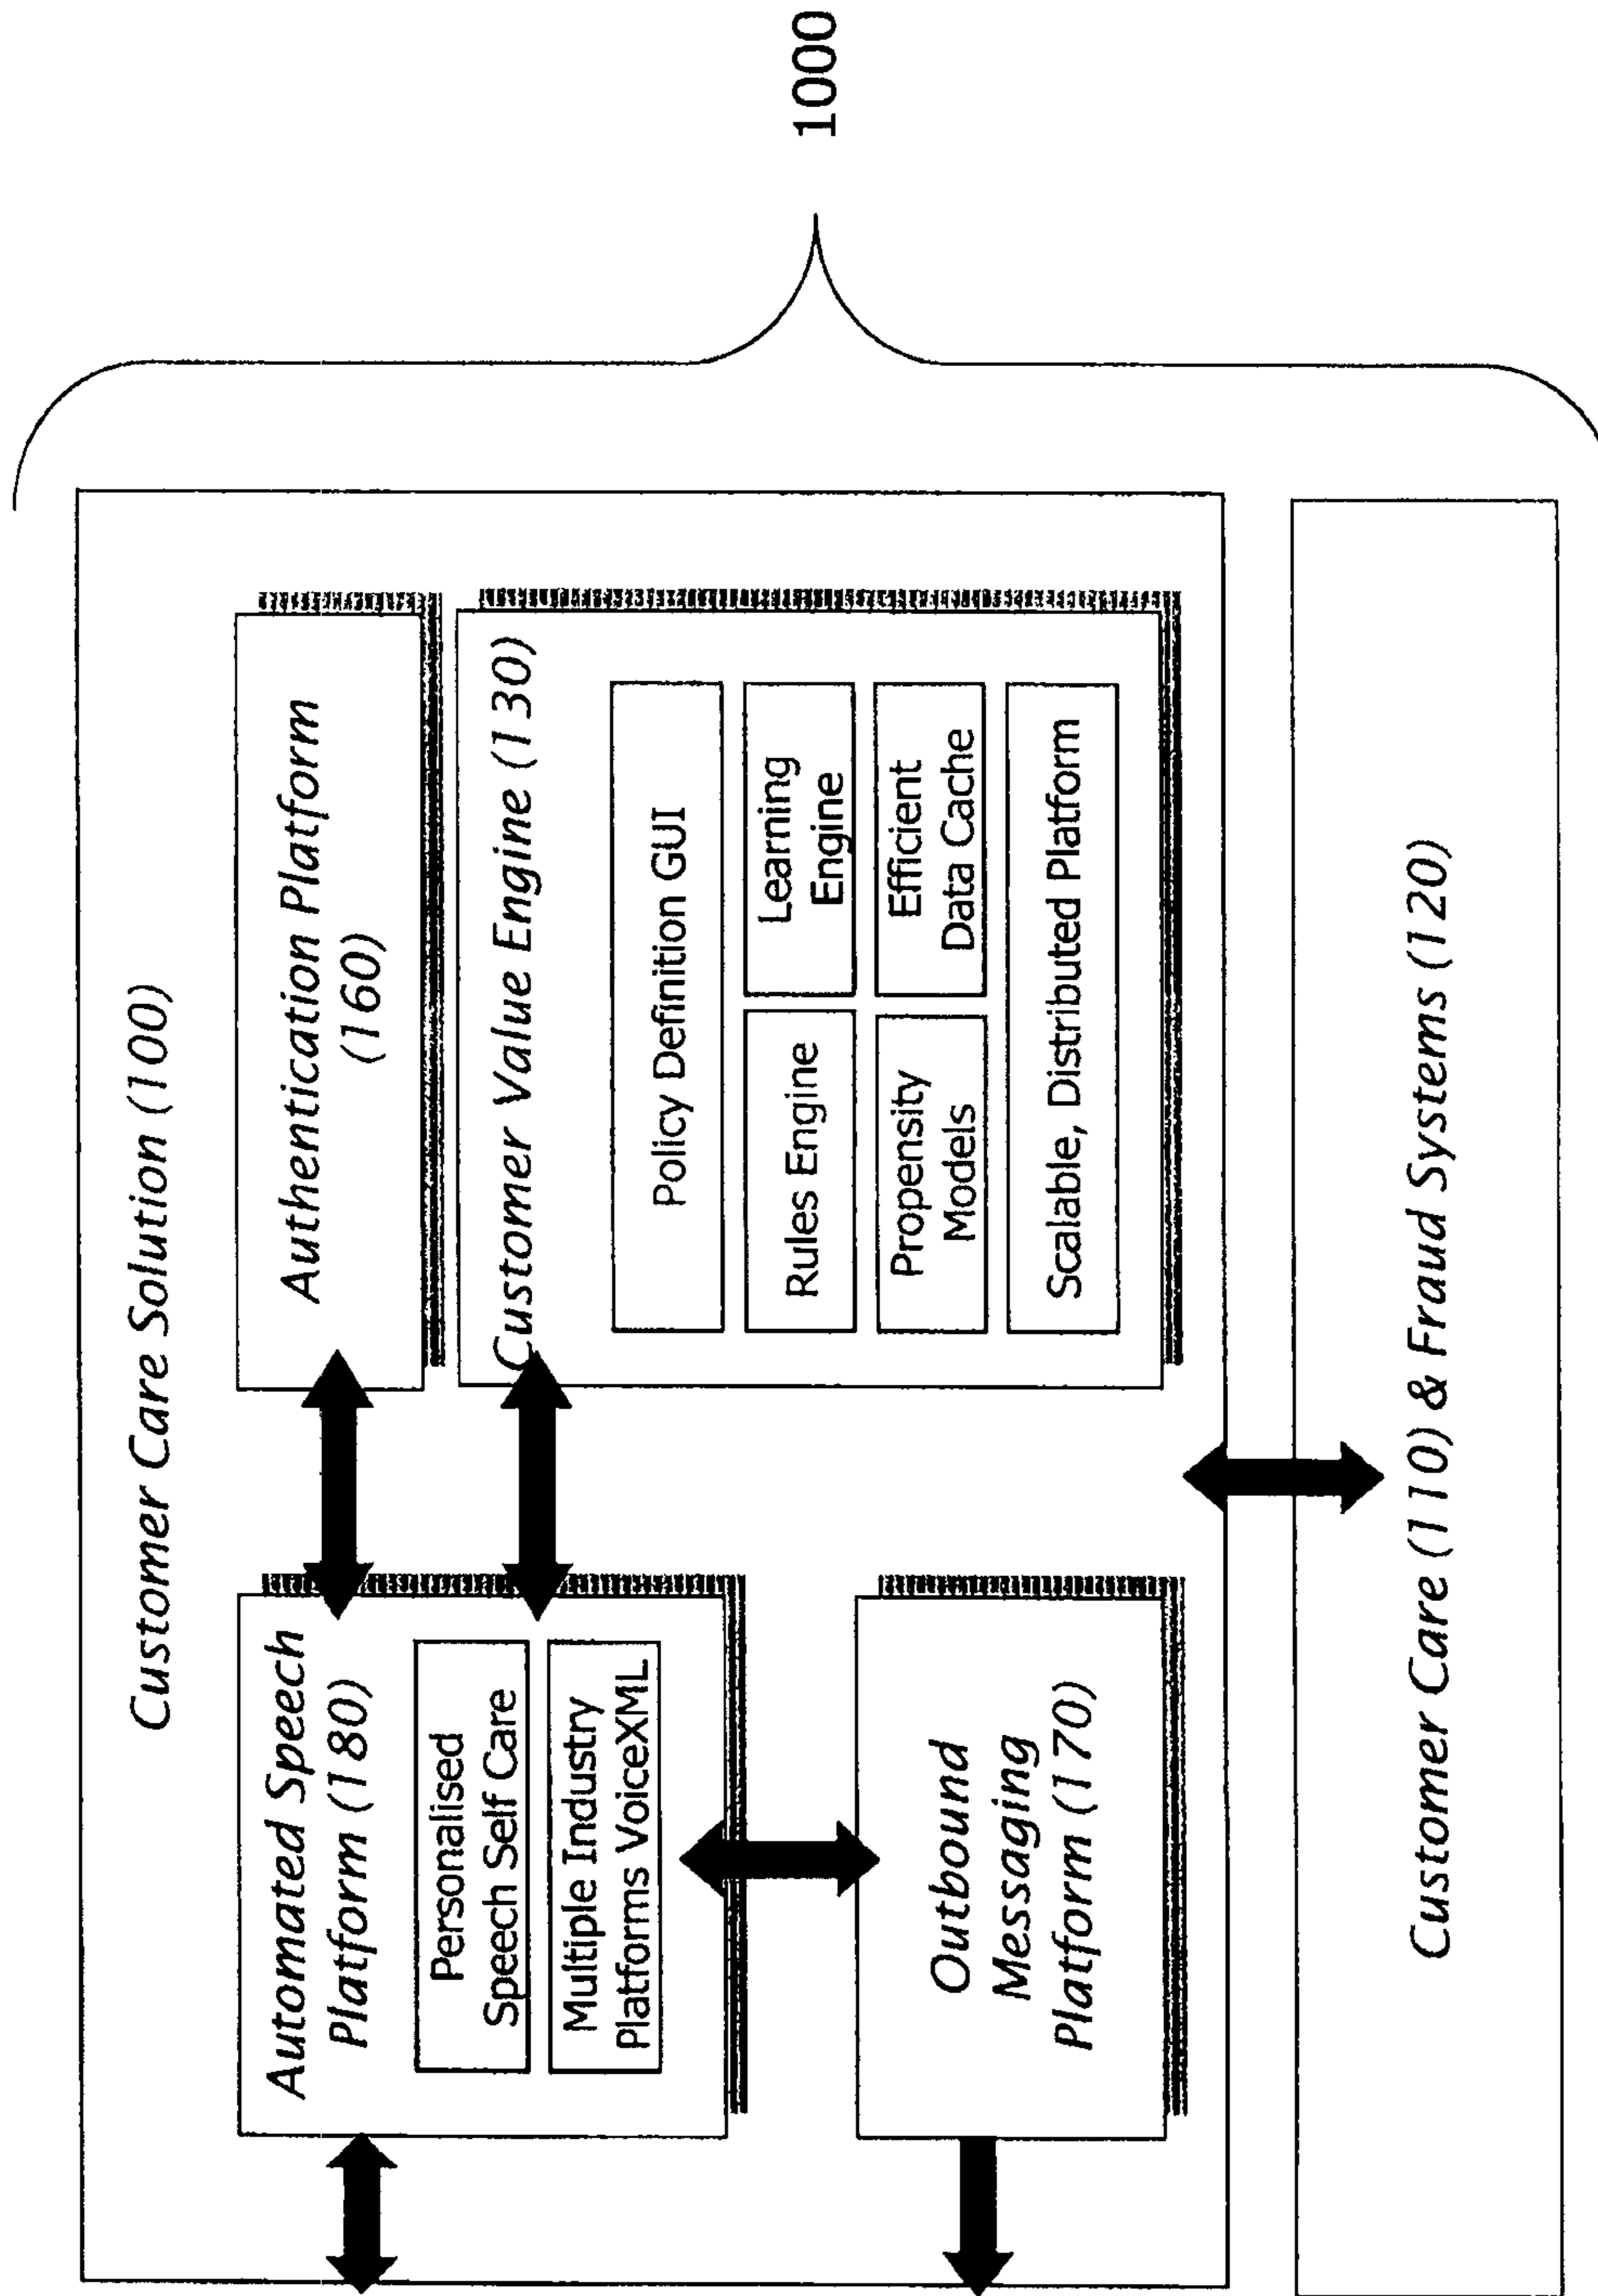 Customer Care Solution (100)
Automated Speech
Platform (180)
Personalised
Speech Self Care
Multiple Industry
Platforms VoiceXML
Outbound
Messaging
Platform (170)
Authentication Platform
(160)
Customer Value Engine (130)
Policy Definition GUI
Rules Engine
Learning
Engine
Propensity
Models
Efficient
Data Cache
Scalable, Distributed Platform
Customer Care (110) & Fraud Systems (120)
1000